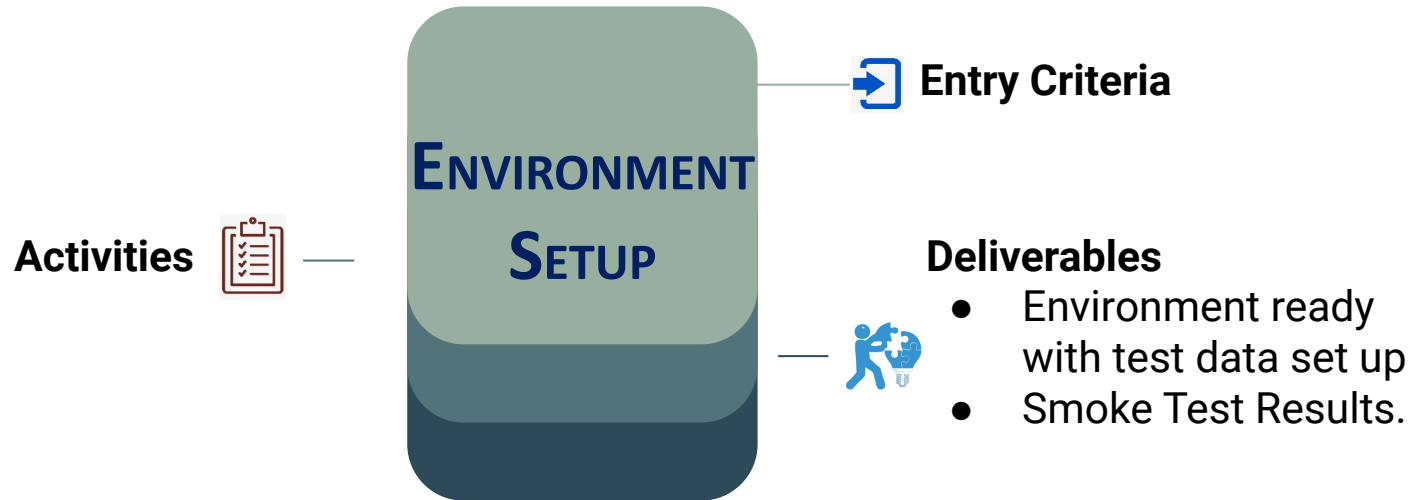 Entry Criteria
ENVIRONMENT
SETUP
Activities
Deliverables
● Environment ready
with test data set up
● Smoke Test Results.